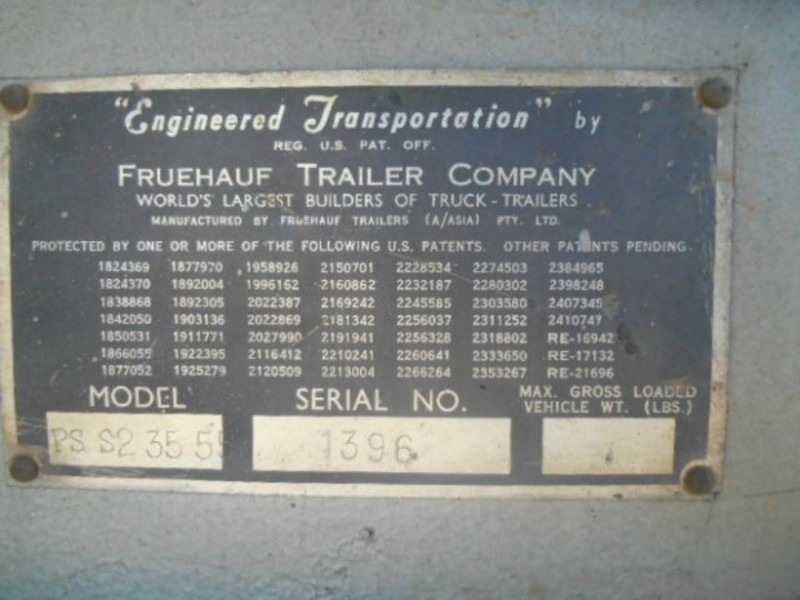 "Engineered Transportation" by
REG. U.S. PAT. OFF.
FRUEHAUF TRAILER COMPANY
WORLD'S LARGEST BUILDERS OF TRUCK-TRAILERS
MANUFACTURED BY FRUEHAUF TRAILERS (A/ASIA) PTY. LTD.
PROTECTED BY ONE OR MORE OF THE FOLLOWING U.S. PATENTS. OTHER PATENTS PENDING.
1824369 1877970 1958926 2150701 2228534 2274503 2384965
1824370 1892004 1996162 2160862 2232187 2280302 2398248
1838868 1892305 2022387 2169242 2245585 2303580 2407345
1842050 1903136 2022869 2181342 2256037 2311252 2410747
1850531 1911771 2027990 2191941 2256328 2318802 RE-16942
1866055 1922395 2116412 2210241 2260641 2333650 RE-17132
1877052 1925279 2120509 2213004 2266264 2353267 RE-21696
MODEL SERIAL NO. MAX. GROSS LOADED
VEHICLE WT. (LBS.)
PS S2 35 55 1396